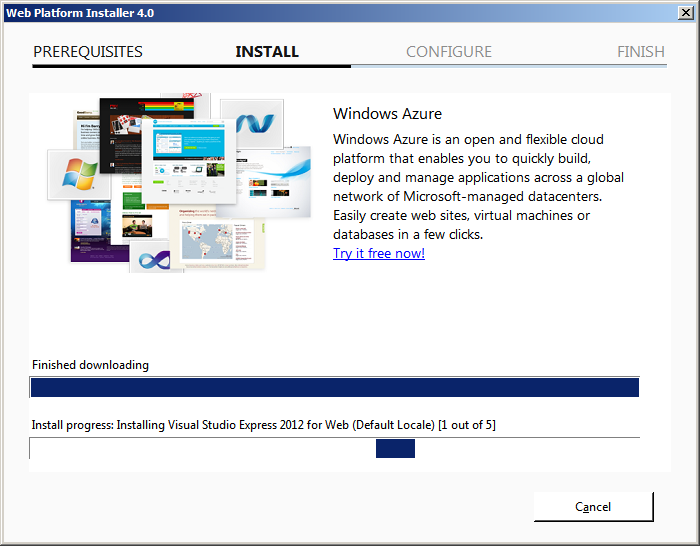 Web Platform Installer 4.0
PREREQUISITES INSTALL CONFIGURE FINISH
Windows Azure
Windows Azure is an open and flexible cloud
platform that enables you to quickly build,
deploy and manage applications across a global
network of Microsoft-managed datacenters.
Easily create web sites, virtual machines or
databases in a few clicks.
Try it free now!
Finished downloading
Install progress: Installing Visual Studio Express 2012 for Web (Default Locale) [1 out of 5]
Cancel